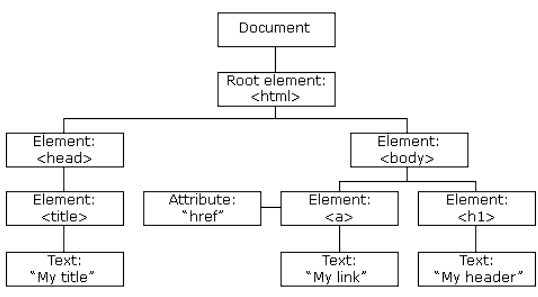 Document
Root element:
<html>
Element:
<head>
Element:
<body>
Element:
<title>
Attribute:
“href”
Element:
<a>
Element:
<h1>
Text:
“My title”
Text:
“My link”
Text:
“My header”